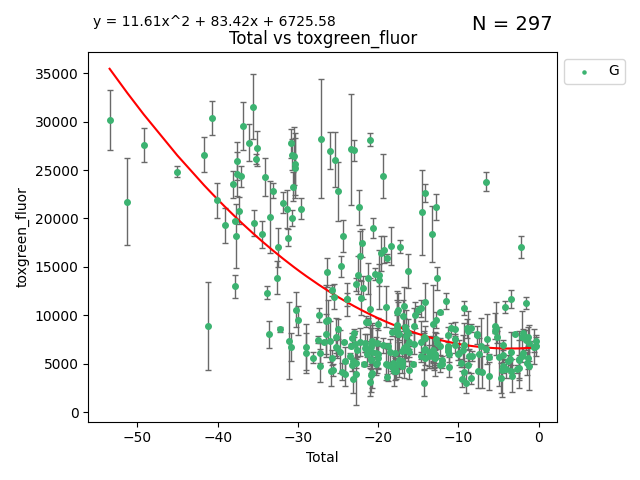 y = 11.61x^2 + 83.42x + 6725.58
N = 297
Total vs toxgreen_fluor
G
toxgreen_fluor
35000
30000
25000
20000
15000
10000
5000
0
−50
−40
−30
−20
−10
0
Total